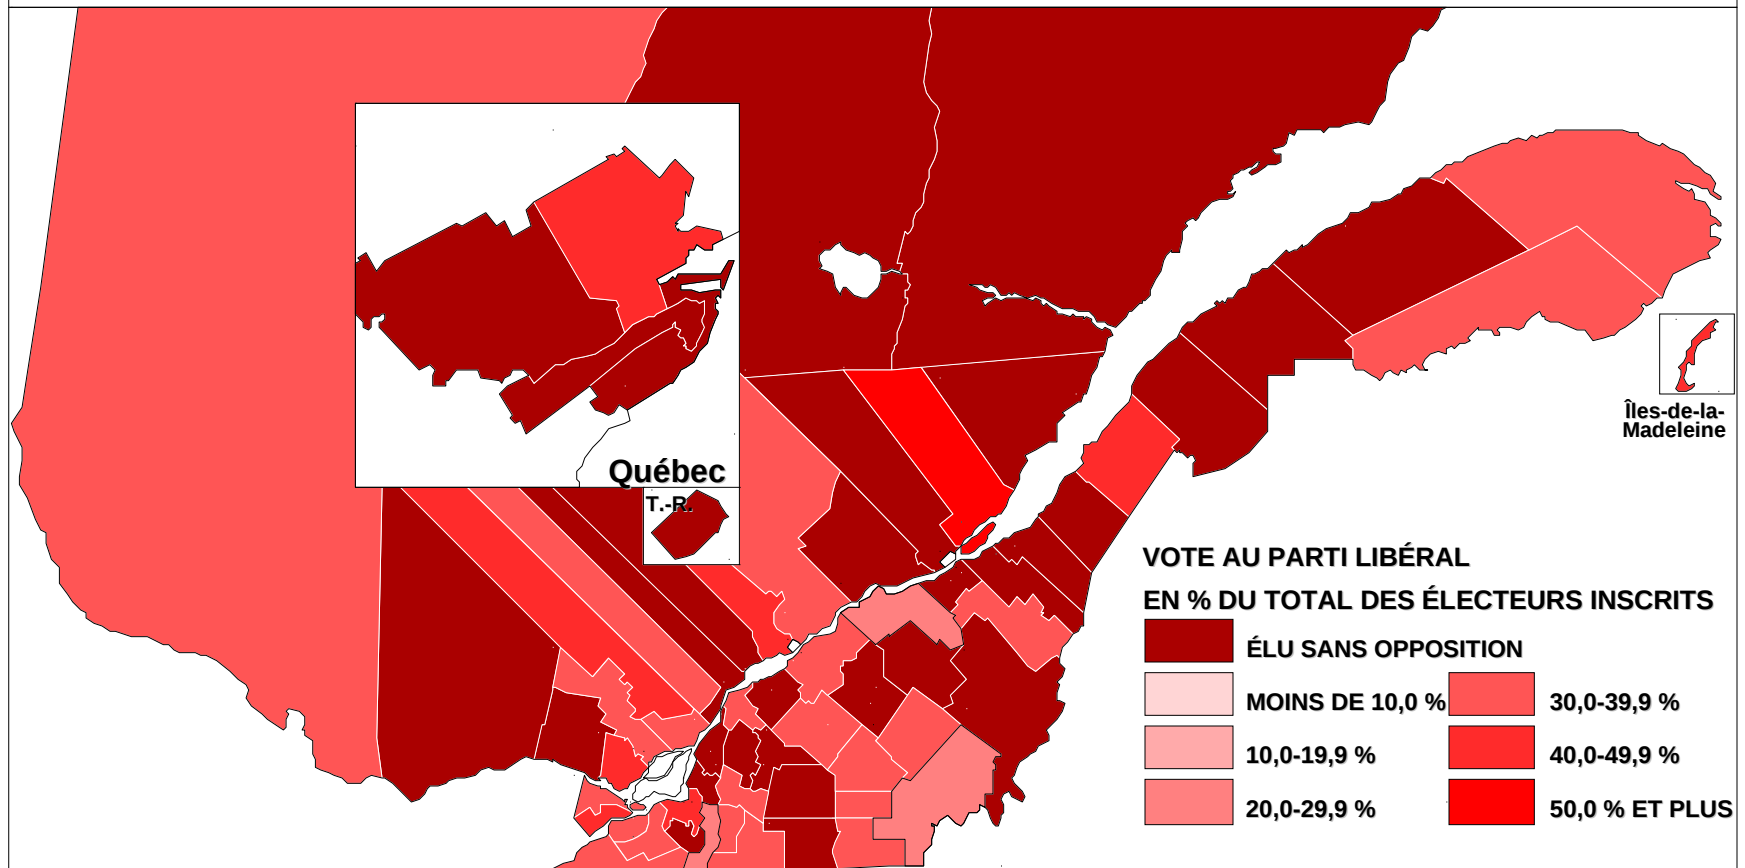 Québec
T.-R.
Îles-de-la-
Madeleine
VOTE AU PARTI LIBÉRAL
EN % DU TOTAL DES ÉLECTEURS INSCRITS
ÉLU SANS OPPOSITION
MOINS DE 10,0 %
30,0-39,9 %
10,0-19,9 %
40,0-49,9 %
20,0-29,9 %
50,0 % ET PLUS